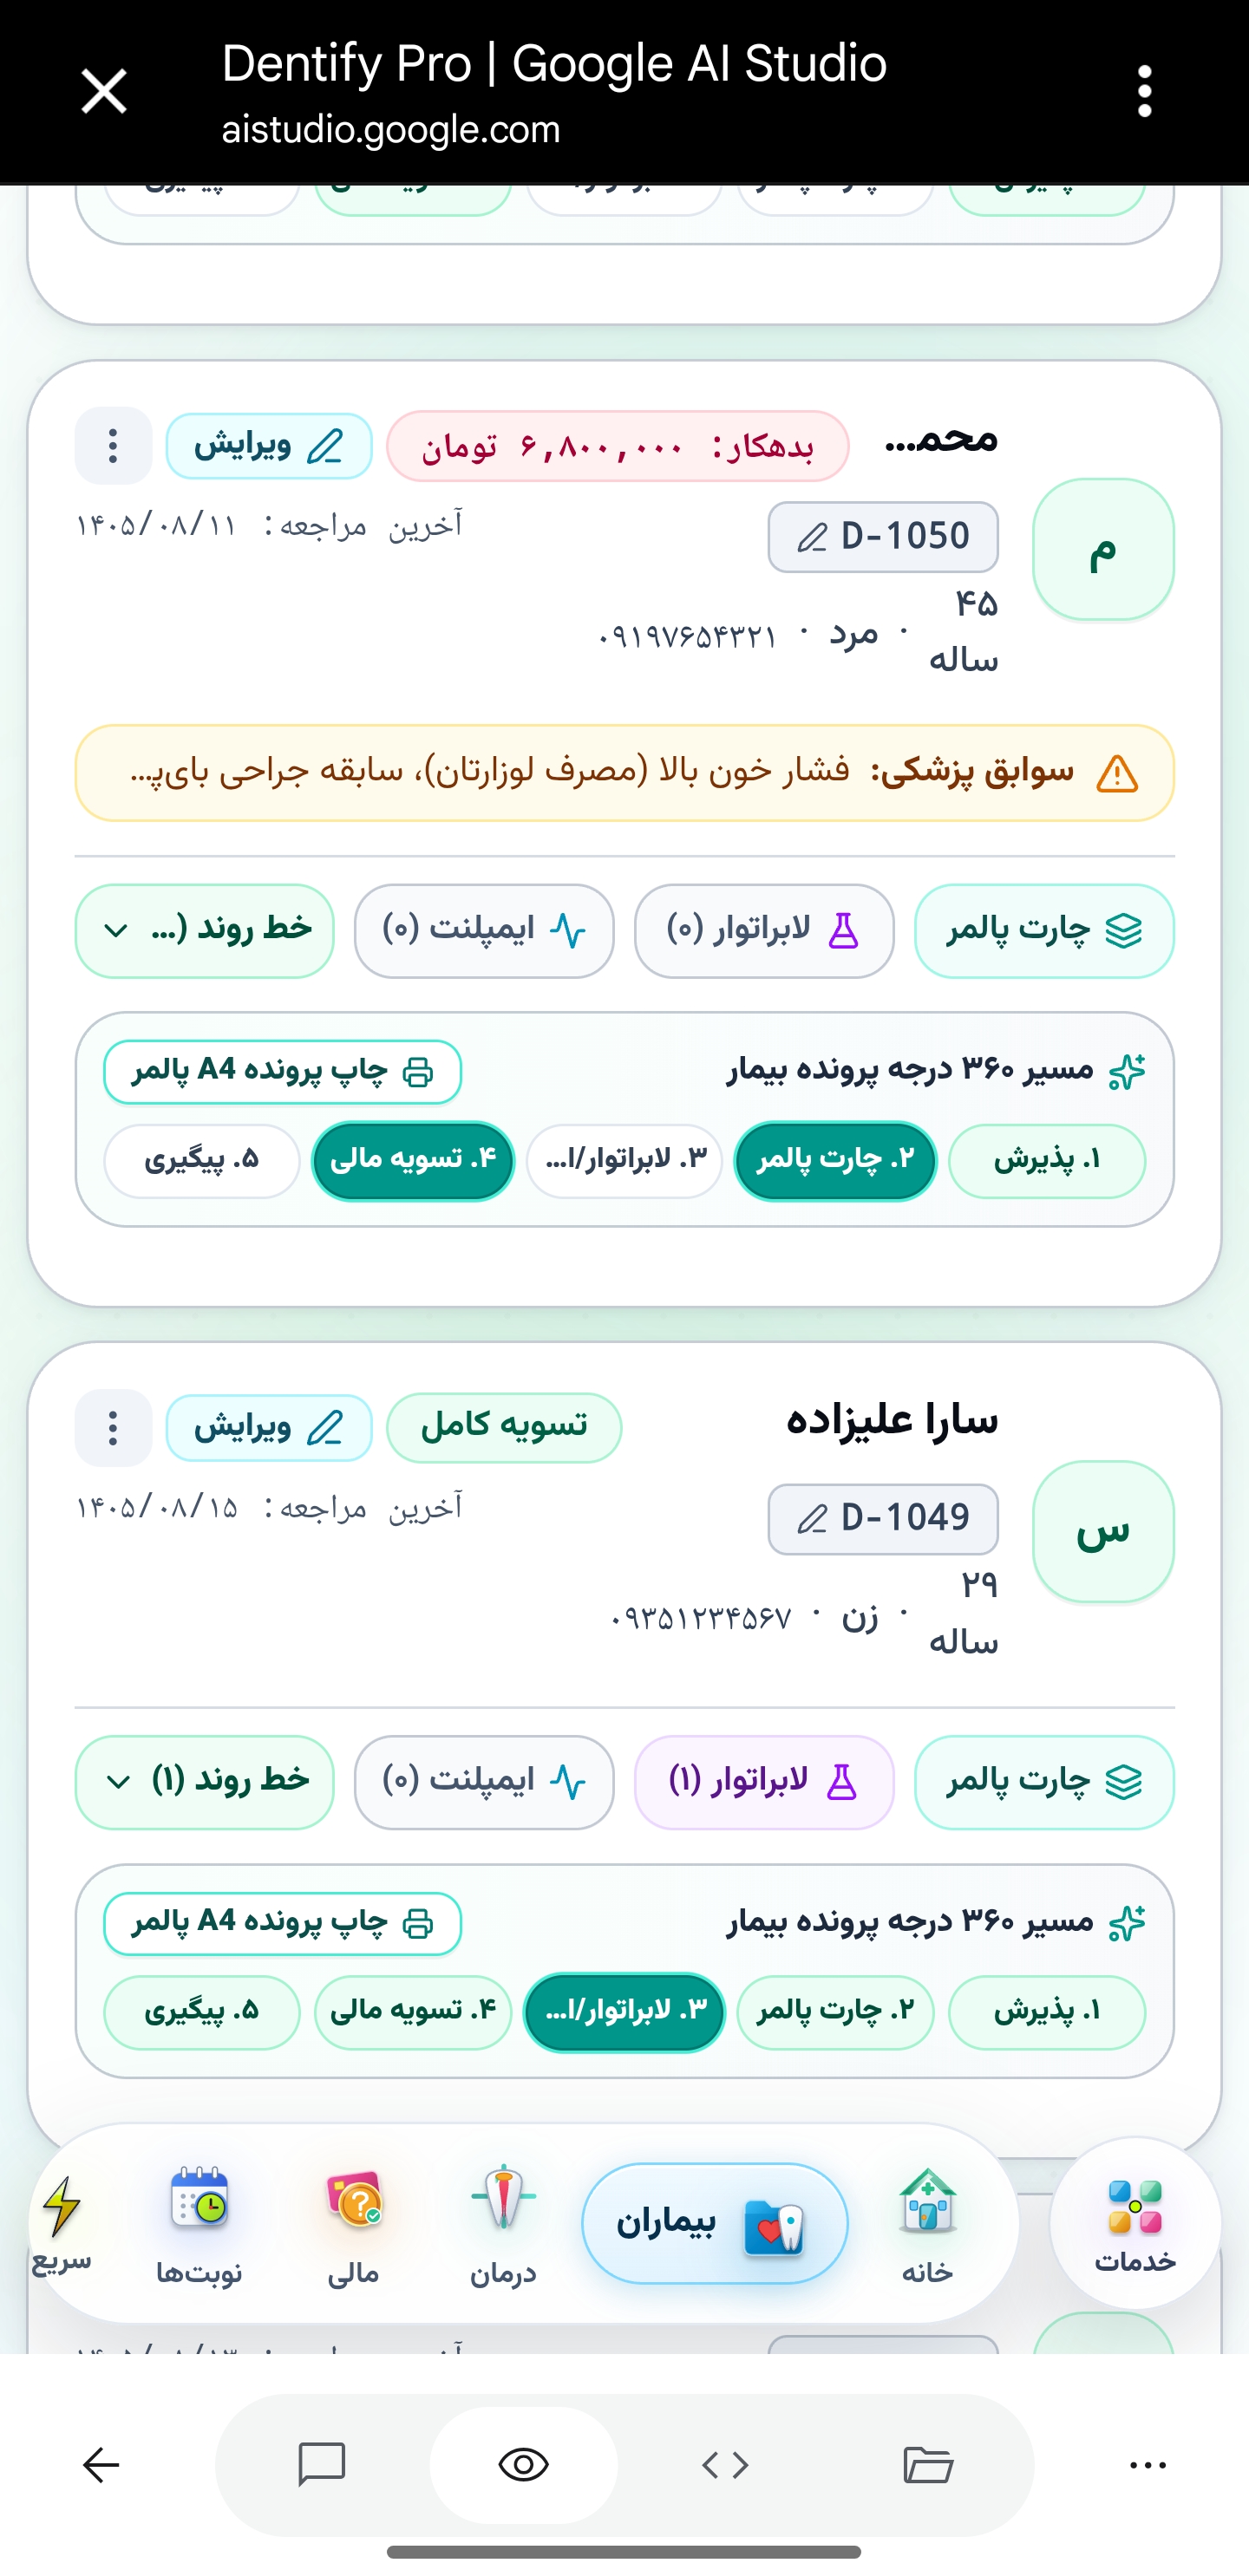 Dentify Pro | Google AI Studio
aistudio.google.com
محمـ...
بدهکار: ۶,۸۰۰,۰۰۰ تومان
ویرایش
م
D-1050
آخرین مراجعه: ۱۴۰۵/۰۸/۱۱
۴۵ ساله · مرد · ۰۹۱۹۷۶۵۴۳۲۱
سوابق پزشکی: فشار خون بالا (مصرف لوزارتان)، سابقه جراحی بای‌پـ...
چارت پالمر
لابراتوار (۰)
ایمپلنت (۰)
خط روند (...
مسیر ۳۶۰ درجه پرونده بیمار
چاپ پرونده A4 پالمر
۱. پذیرش
۲. چارت پالمر
۳. لابراتوار/ا...
۴. تسویه مالی
۵. پیگیری
سارا علیزاده
تسویه کامل
ویرایش
س
D-1049
آخرین مراجعه: ۱۴۰۵/۰۸/۱۵
۲۹ ساله · زن · ۰۹۳۵۱۲۳۴۵۶۷
چارت پالمر
لابراتوار (۱)
ایمپلنت (۰)
خط روند (۱)
مسیر ۳۶۰ درجه پرونده بیمار
چاپ پرونده A4 پالمر
۱. پذیرش
۲. چارت پالمر
۳. لابراتوار/ا...
۴. تسویه مالی
۵. پیگیری
خدمات
خانه
بیماران
درمان
مالی
نوبت‌ها
سریع